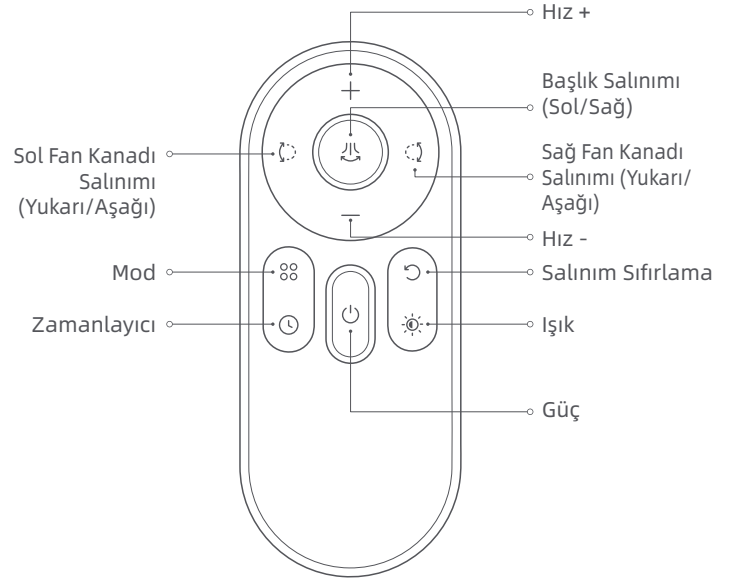 Hız +
Başlık Salınımı
(Sol/Sağ)
Sol Fan Kanadı
Salınımı
(Yukarı/Aşağı)
Sağ Fan Kanadı
Salınımı (Yukarı/
Aşağı)
Hız -
Mod
Salınım Sıfırlama
Zamanlayıcı
Işık
Güç